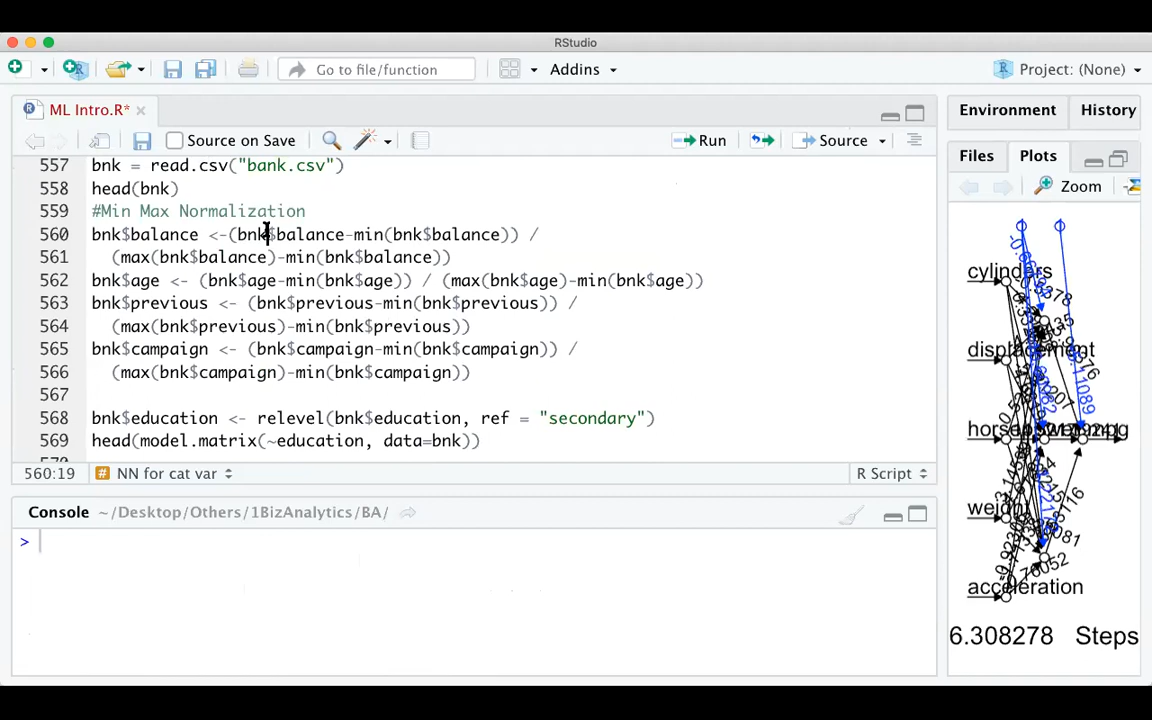 RStudio
Go to file/function
Addins
Project: (None)
ML Intro.R*
Source on Save
Run
Source
557 bnk = read.csv("bank.csv")
558 head(bnk)
559 #Min Max Normalization
560 bnk$balance <-(bnk$balance-min(bnk$balance)) /
561 (max(bnk$balance)-min(bnk$balance))
562 bnk$age <- (bnk$age-min(bnk$age)) / (max(bnk$age)-min(bnk$age))
563 bnk$previous <- (bnk$previous-min(bnk$previous)) /
564 (max(bnk$previous)-min(bnk$previous))
565 bnk$campaign <- (bnk$campaign-min(bnk$campaign)) /
566 (max(bnk$campaign)-min(bnk$campaign))
567
568 bnk$education <- relevel(bnk$education, ref = "secondary")
569 head(model.matrix(~education, data=bnk))
560:19
# NN for cat var
R Script
Console ~/Desktop/Others/1BizAnalytics/BA/
>
Environment
History
Files
Plots
Zoom
cylinders
displacement
weight
acceleration
mpg
6.308278 Steps